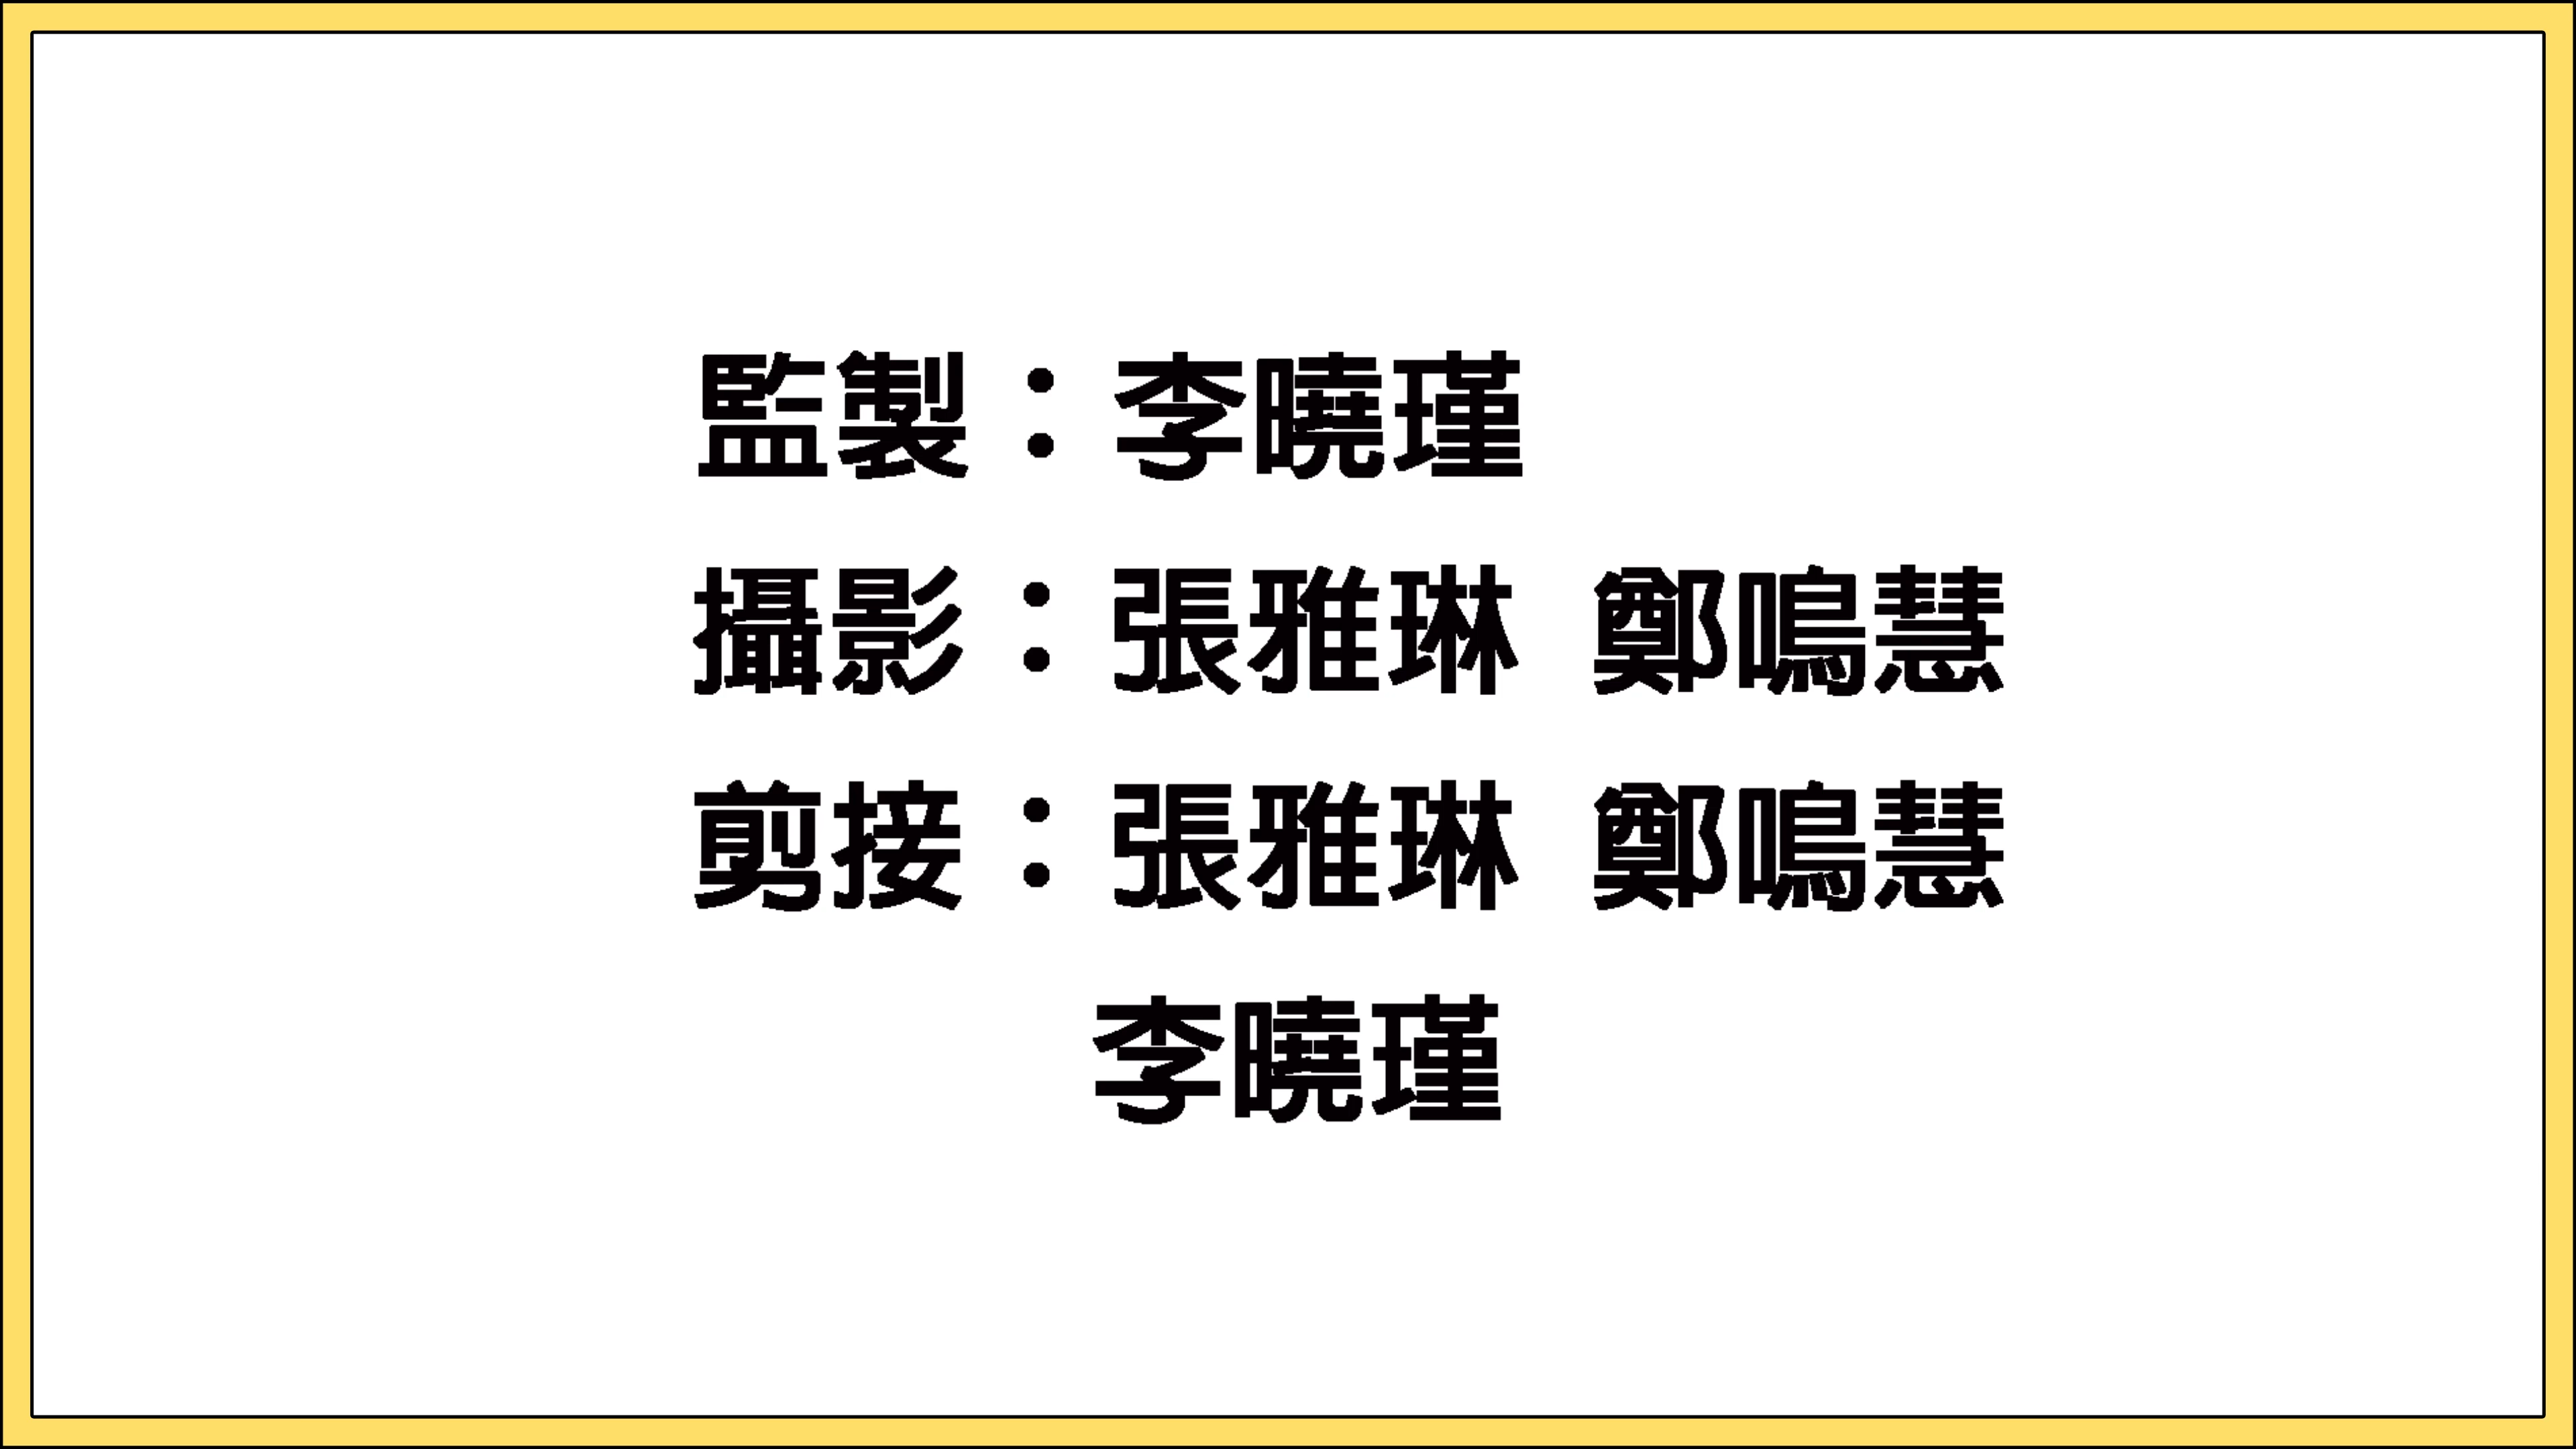 監製：李曉瑾
攝影：張雅琳 鄭鳴慧
剪接：張雅琳 鄭鳴慧
李曉瑾